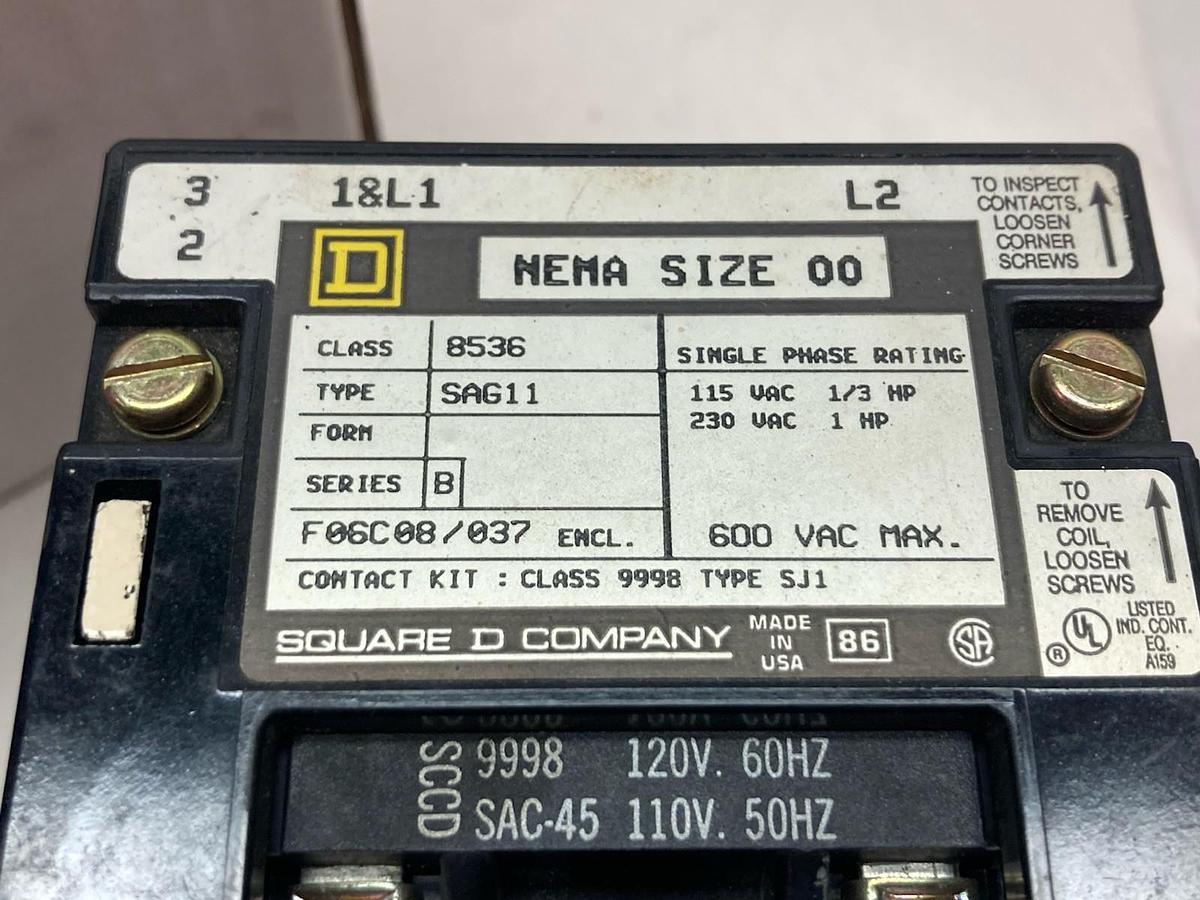 3 1&L1 L2
2
TO INSPECT
CONTACTS,
LOOSEN
CORNER
SCREWS
D
NEMA SIZE 00
CLASS 8536
TYPE SAG11
FORM
SERIES B
F06C08/037 ENCL.
SINGLE PHASE RATING
115 VAC 1/3 HP
230 VAC 1 HP
600 VAC MAX.
CONTACT KIT : CLASS 9998 TYPE SJ1
SQUARE D COMPANY
MADE
IN
USA
86
SA
TO
REMOVE
COIL,
LOOSEN
SCREWS
UL
®
LISTED
IND. CONT.
EQ.
A159
SCCD
9998 120V. 60HZ
SAC-45 110V. 50HZ